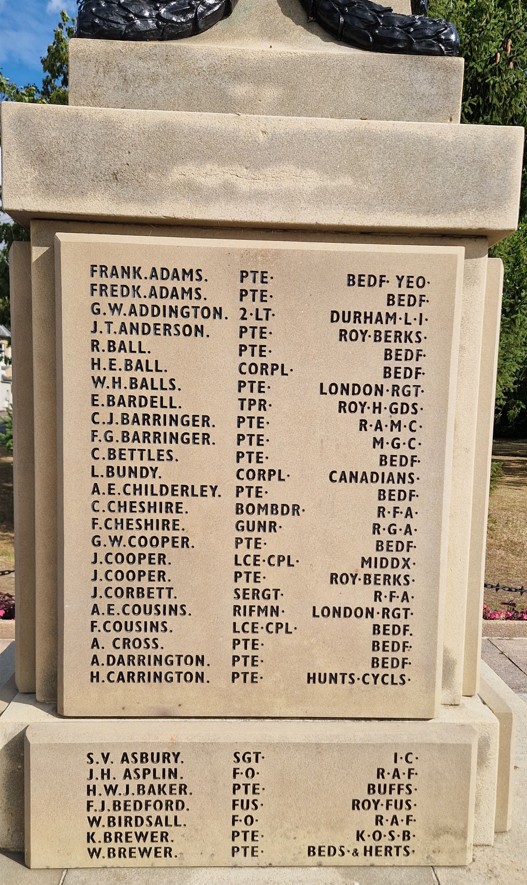 FRANK.ADAMS. PTE· BEDF· YEO·
FREDK.ADAMS. PTE· BEDF·
G.W.ADDINGTON. 2·LT· DURHAM·L·I·
J.T.ANDERSON. PTE· ROY·BERKS·
R.BALL. PTE· BEDF·
H.E.BALL. CORPL· BEDF·
W.H.BALLS. PTE· LONDON·RGT·
E.BARDELL. TPR· ROY·H·GDS·
C.J.BARRINGER. PTE· R·A·M·C·
F.G.BARRINGER. PTE· M·G·C·
C.BETTLES. PTE· BEDF·
L.BUNDY. CORPL· CANADIANS·
A.E.CHILDERLEY. PTE· BEDF·
C.CHESHIRE. BOMBDR· R·F·A·
F.CHESHIRE. GUNR· R·G·A·
G.W.COOPER. PTE· BEDF·
J.COOPER. LCE·CPL· MIDDX·
J.COOPER. PTE· ROY·BERKS·
J.CORBETT. SERGT· R·F·A·
A.E.COUSINS. RIFMN· LONDON·RGT·
F.COUSINS. LCE·CPL· BEDF.
A. CROSS. PTE· BEDF·
A.DARRINGTON. PTE· BEDF·
H.CARRINGTON. PTE· HUNTS·CYCLS·
S.V. ASBURY. SGT· I·C·
J.H. ASPLIN. F·O· R·A·F·
H.W.J.BAKER. PTE· BUFFS·
F.J.BEDFORD. FUS· ROY·FUS·
W.BIRDSALL. F·O· R·A·F·
K.BREWER. PTE· K·O·S·B·
W.BREWER. PTE· BEDS·&HERTS·